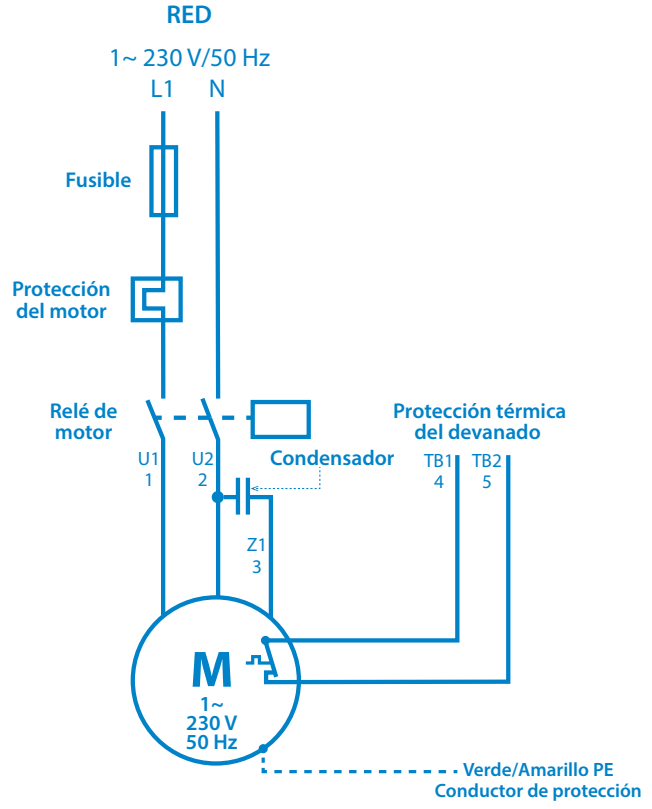 RED
1~ 230 V/50 Hz
L1 N
Fusible
Protección
del motor
Relé de
motor
Protección térmica
del devanado
U1
1
U2
2
Condensador
TB1
4
TB2
5
Z1
3
M
1~
230 V
50 Hz
Verde/Amarillo PE
Conductor de protección